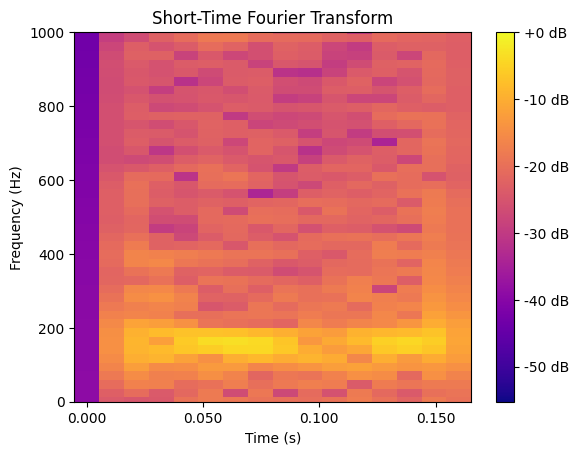 Short-Time Fourier Transform
1000
800
600
400
200
0
Frequency (Hz)
0.000
0.050
0.100
0.150
Time (s)
+0 dB
-10 dB
-20 dB
-30 dB
-40 dB
-50 dB